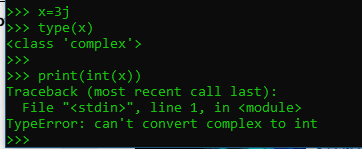 >>> x=3j
>>> type(x)
<class 'complex'>
>>>
>>> print(int(x))
Traceback (most recent call last):
  File "<stdin>", line 1, in <module>
TypeError: can't convert complex to int
>>>